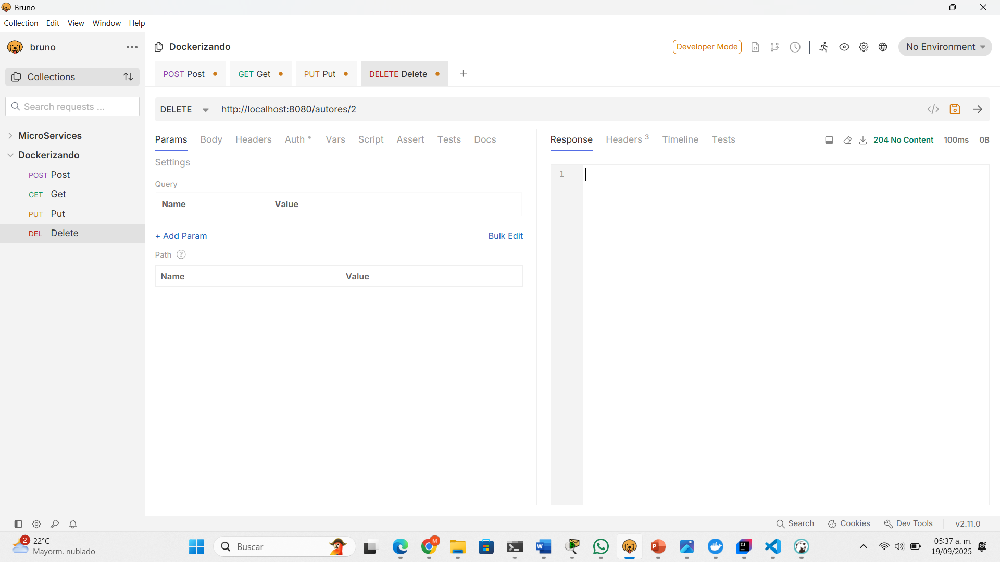 Bruno
Collection Edit View Window Help
bruno
Dockerizando
Developer Mode
No Environment
Collections
POST Post
GET Get
PUT Put
DELETE Delete
Search requests ...
DELETE http://localhost:8080/autores/2
MicroServices
Dockerizando
POST Post
GET Get
PUT Put
DEL Delete
Params Body Headers Auth Vars Script Assert Tests Docs
Settings
Query
Name Value
+ Add Param Bulk Edit
Path ?
Name Value
Response Headers 3 Timeline Tests 204 No Content 100ms 0B
1
Search Cookies Dev Tools v2.11.0
2
22°C
Mayorm. nublado
Buscar
M
W
P
IJ
05:37 a. m.
19/09/2025